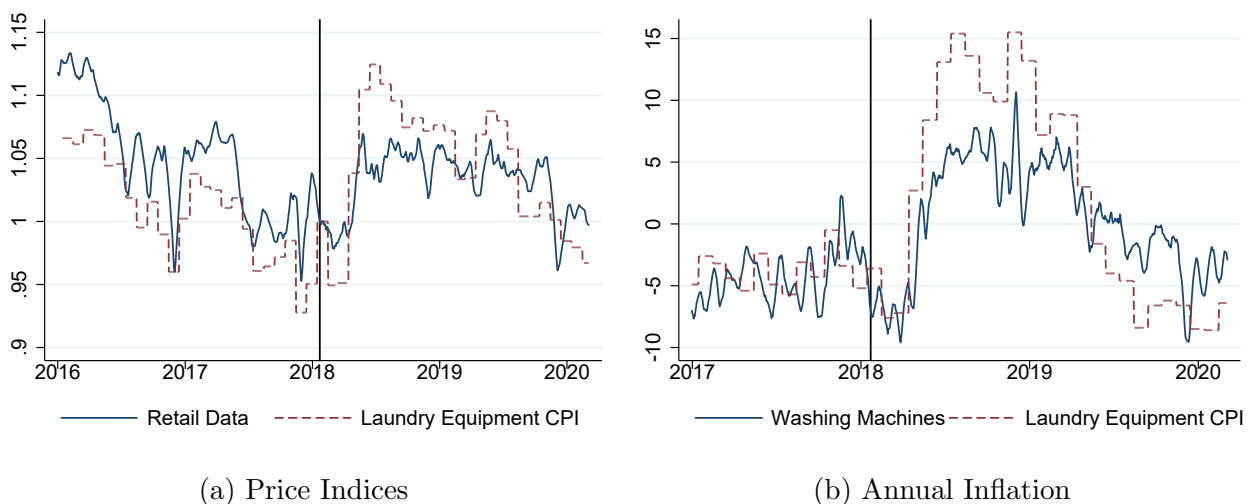 1.15
1.1
1.05
1
.95
.9
2016 2017 2018 2019 2020
Retail Data Laundry Equipment CPI
(a) Price Indices
15
10
5
0
-5
-10
2017 2018 2019 2020
Washing Machines Laundry Equipment CPI
(b) Annual Inflation